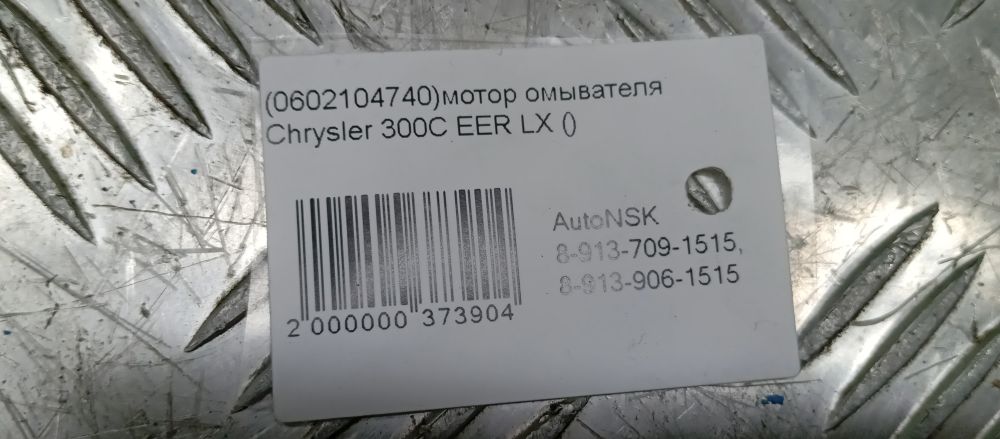 (0602104740)мотор омывателя
Chrysler 300C EER LX ()
AutoNSK
8-913-709-1515,
8-913-906-1515
2 000000 373904